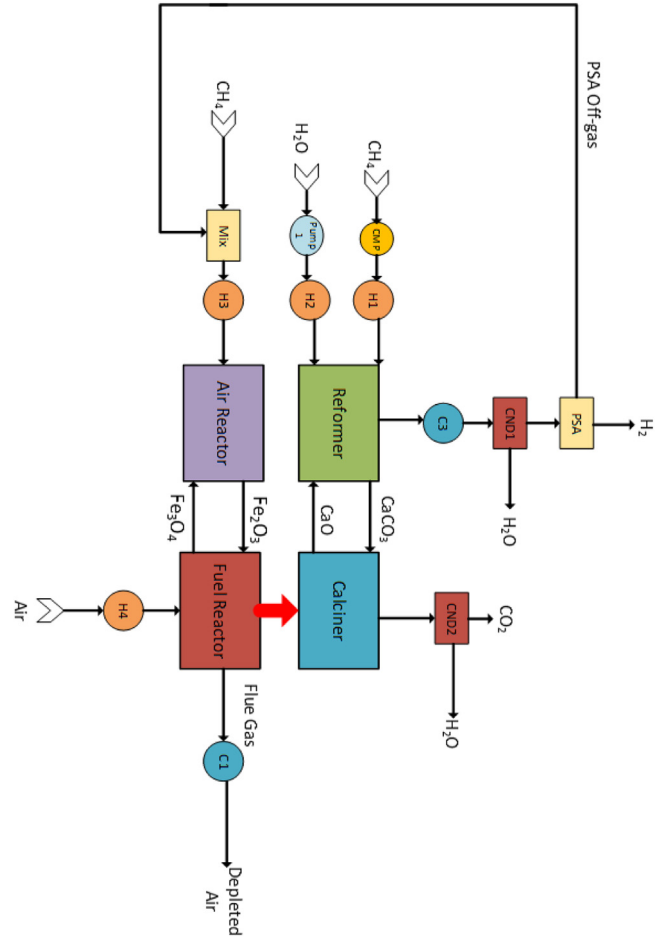 PSA Off-gas
CH₄
H₂O
CH₄
Mix
Pump
1
CMP
H3
H2
H1
Air Reactor
Reformer
C3
CND1
PSA
H₂
H₂O
Fe₃O₄
Fe₂O₃
CaO
CaCO₃
Fuel Reactor
Calciner
CND2
CO₂
H₂O
Air
H4
Flue Gas
C1
Depleted
Air